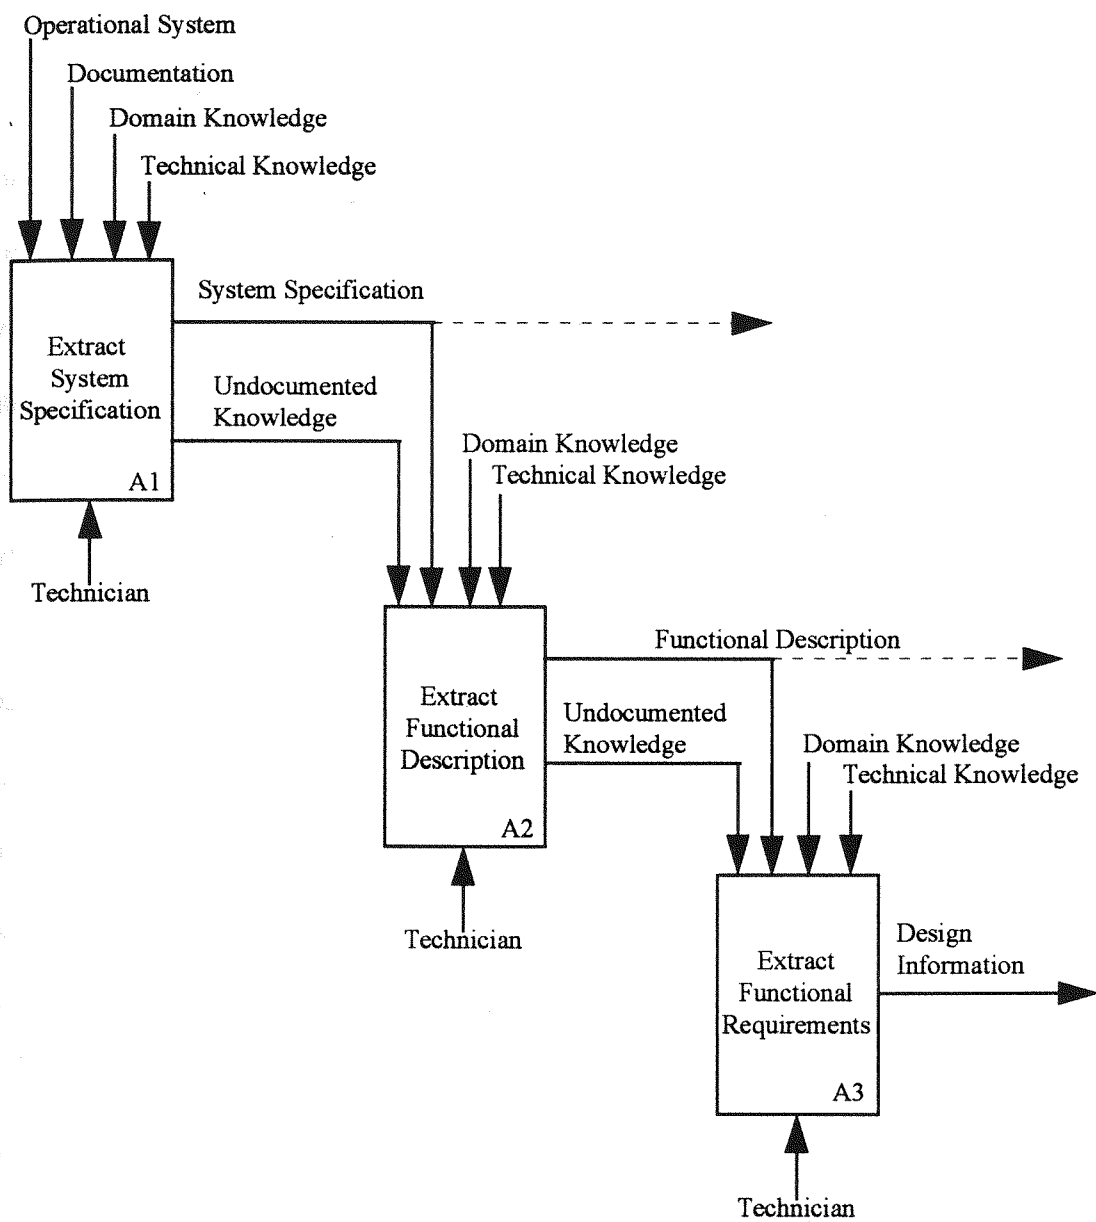 Operational System
Documentation
Domain Knowledge
Technical Knowledge
System Specification
Extract
System
Specification
A1
Undocumented
Knowledge
Technician
Domain Knowledge
Technical Knowledge
Extract
Functional
Description
A2
Functional Description
Undocumented
Knowledge
Technician
Domain Knowledge
Technical Knowledge
Extract
Functional
Requirements
A3
Design
Information
Technician